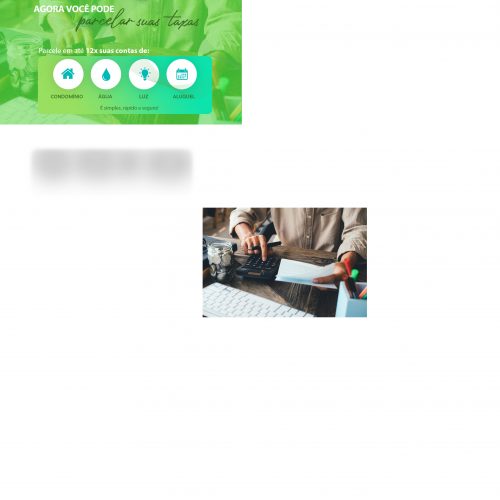 AGORA VOCÊ PODE
parcelar suas taxas
Parcele em até 12x suas contas de:
CONDOMÍNIO ÁGUA LUZ ALUGUEL
É simples, rápido e seguro!